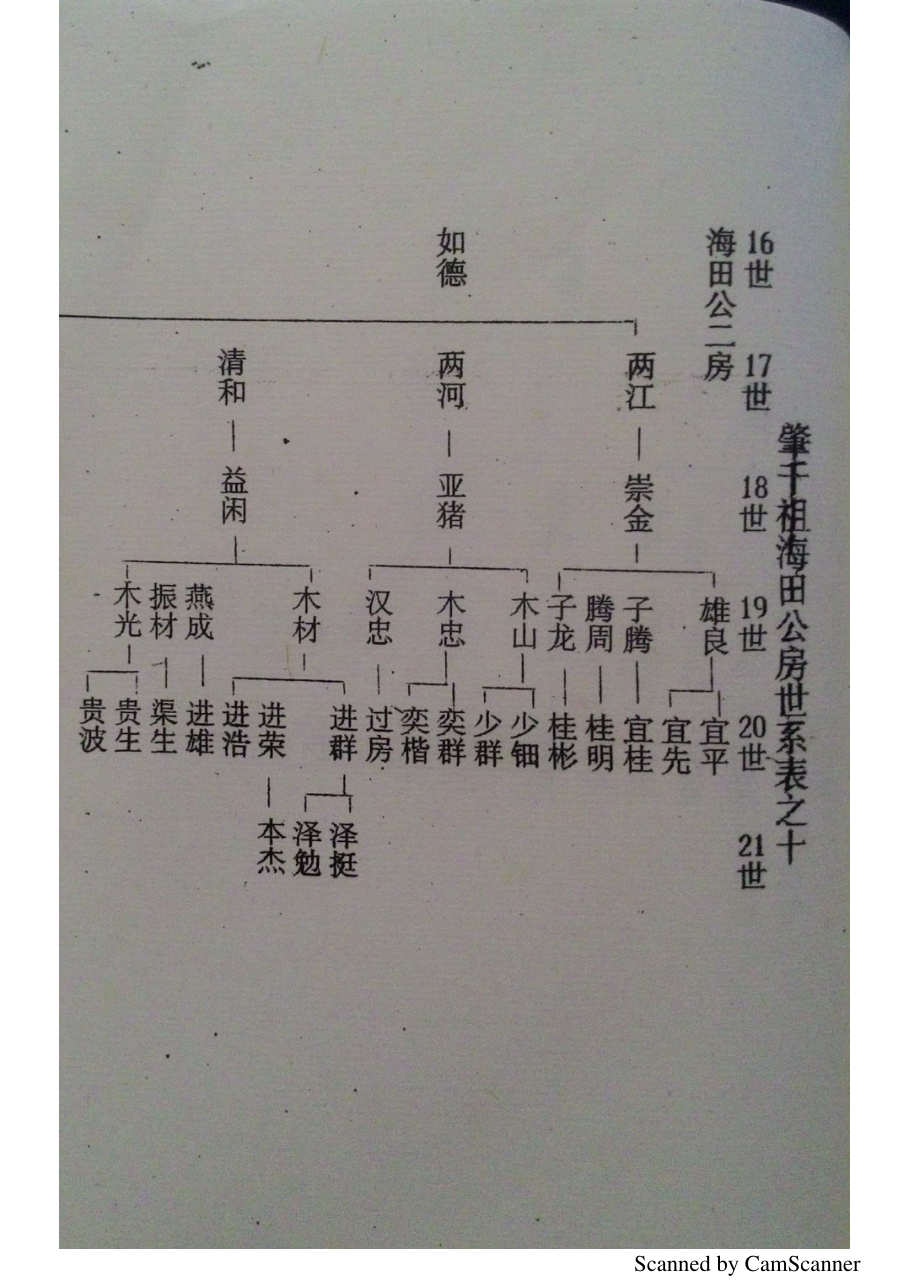 肇千祖海田公房世系表之十
16世
17世
18世
19世
20世
21世
海田公二房
如德
两江
两河
清和
崇金
亚猪
益闲
雄良
子腾
腾周
子龙
木山
木忠
汉忠
木材
燕成
振材
木光
宜平
宜先
宜桂
桂明
桂彬
少钿
少群
奕群
奕楷
过房
进群
进荣
进浩
进雄
渠生
贵生
贵波
泽挺
泽勉
本杰
Scanned by CamScanner